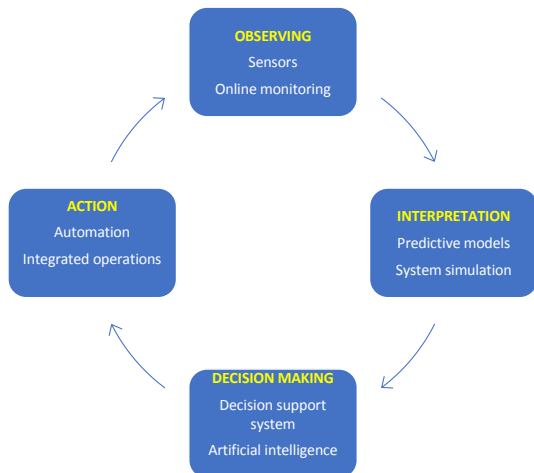 OBSERVING
Sensors
Online monitoring
INTERPRETATION
Predictive models
System simulation
DECISION MAKING
Decision support
system
Artificial intelligence
ACTION
Automation
Integrated operations